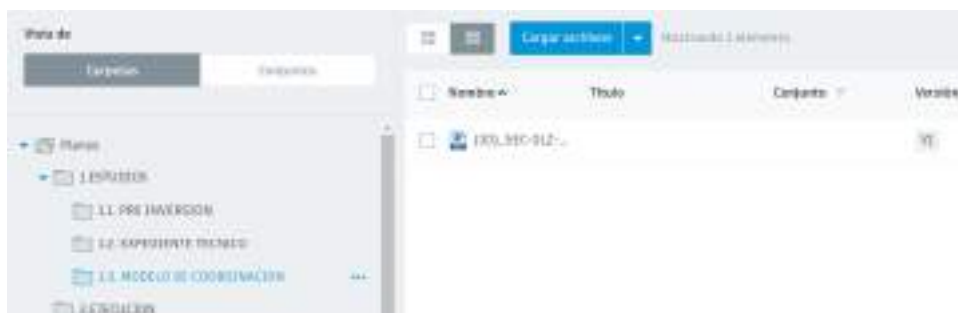 Vista de
Carpetas
Conjuntos
Planos
1.ESTUDIOS
1.1. PRE INVERSION
1.2. EXPEDIENTE TECNICO
1.3. MODELO DE COORDINACION
2.EJECUCION
Cargar archivos
Mostrando 1 elemento
Nombre
Título
Conjunto
Versión
V1